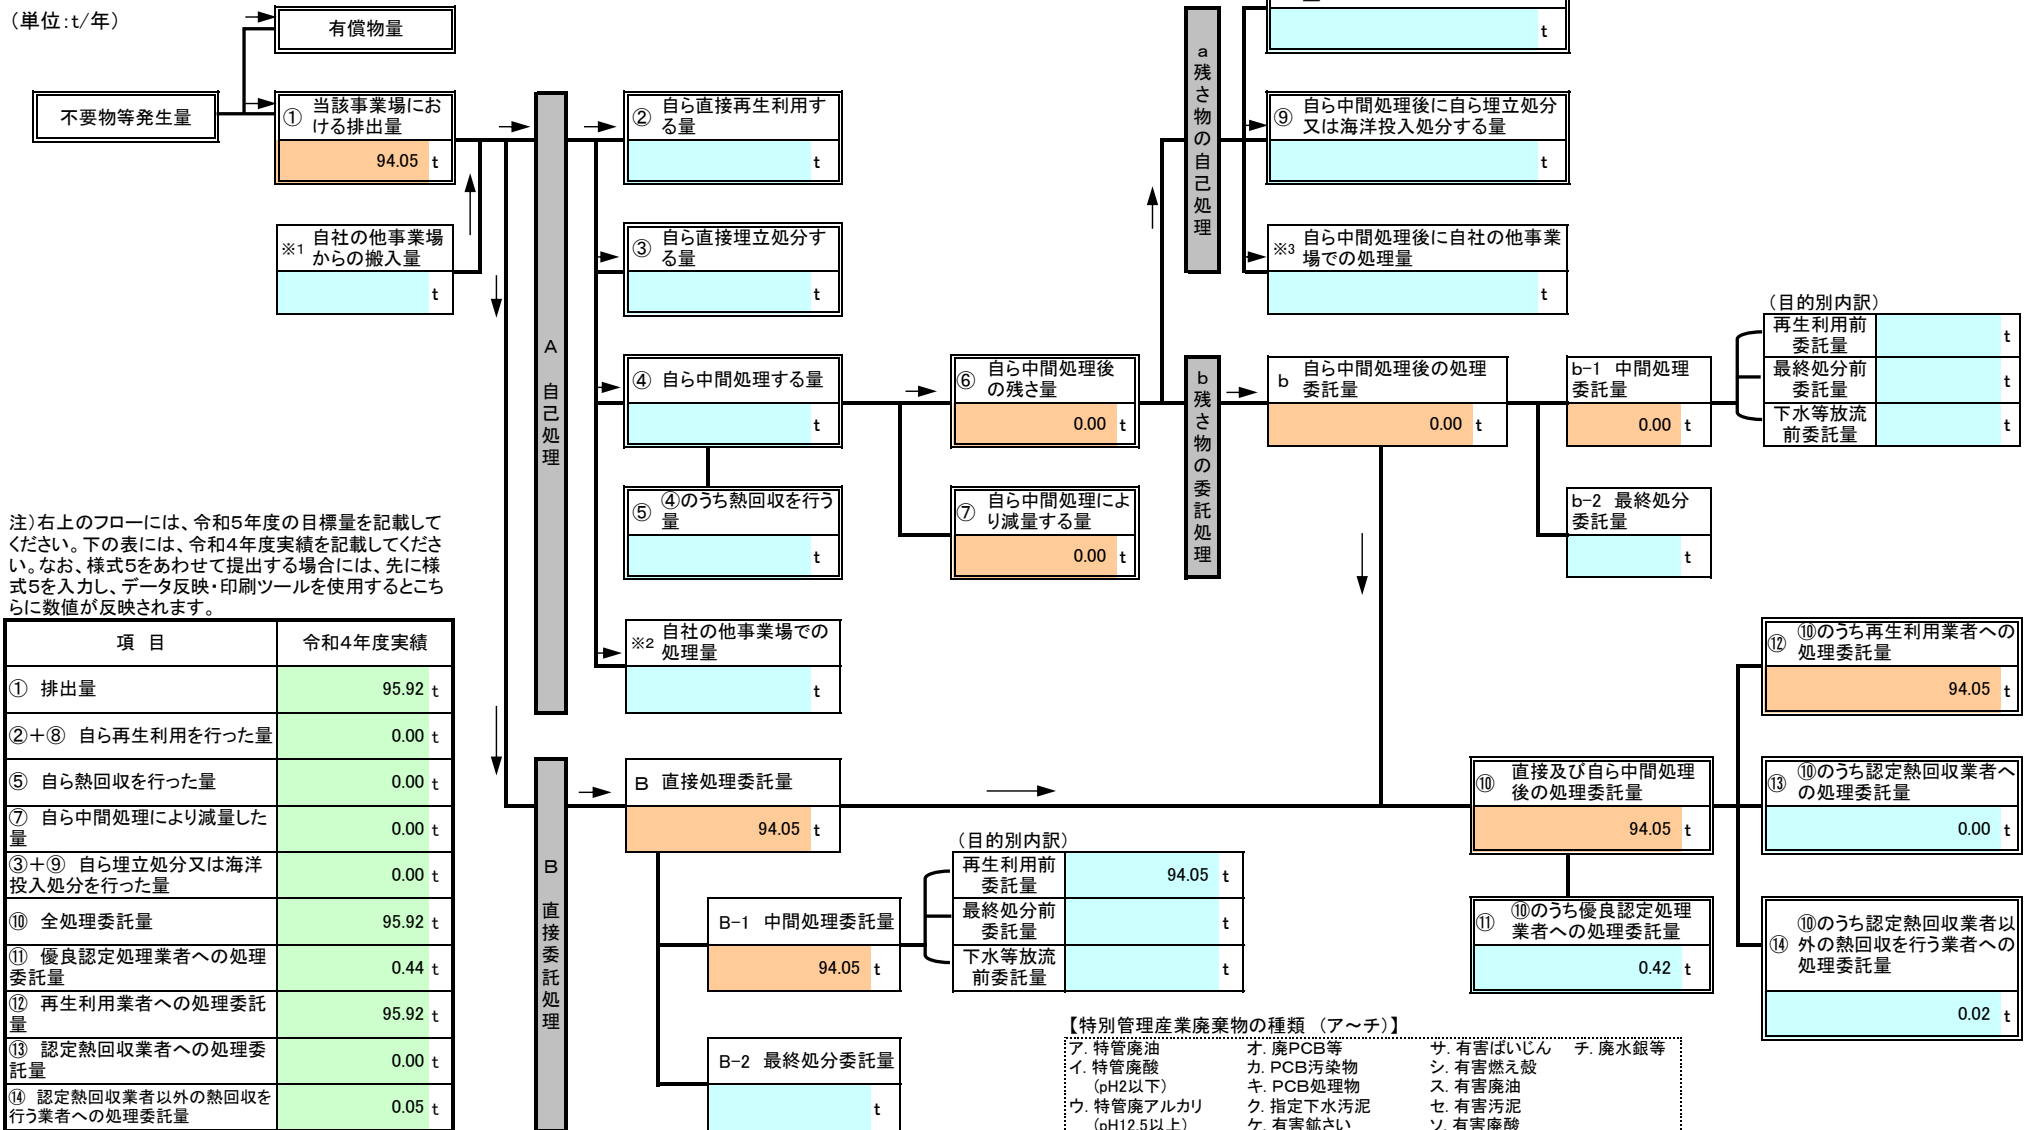 （単位:t/年）
有償物量
不要物等発生量
① 当該事業場にお
ける排出量
94.05 t
※1 自社の他事業場
からの搬入量
t
A 自己処理
② 自ら直接再生利用す
る量
t
③ 自ら直接埋立処分す
る量
t
④ 自ら中間処理する量
t
⑤ ④のうち熱回収を行う
量
t
※2 自社の他事業場での
処理量
t
⑥ 自ら中間処理後
の残さ量
0.00 t
⑦ 自ら中間処理によ
り減量する量
0.00 t
a 残さ物の自己処理
t
⑨ 自ら中間処理後に自ら埋立処分
又は海洋投入処分する量
t
※3 自ら中間処理後に自社の他事業
場での処理量
t
b 残さ物の委託処理
b 自ら中間処理後の処理
委託量
0.00 t
b-1 中間処理
委託量
0.00 t
b-2 最終処分
委託量
t
（目的別内訳）
再生利用前
委託量 t
最終処分前
委託量 t
下水等放流
前委託量 t
注）右上のフローには、令和5年度の目標量を記載して
ください。下の表には、令和4年度実績を記載してくださ
い。なお、様式5をあわせて提出する場合には、先に様
式5を入力し、データ反映・印刷ツールを使用するとこち
らに数値が反映されます。
項 目 令和4年度実績
① 排出量 95.92 t
②＋⑧ 自ら再生利用を行った量 0.00 t
⑤ 自ら熱回収を行った量 0.00 t
⑦ 自ら中間処理により減量した
量 0.00 t
③＋⑨ 自ら埋立処分又は海洋
投入処分を行った量 0.00 t
⑩ 全処理委託量 95.92 t
⑪ 優良認定処理業者への処理
委託量 0.44 t
⑫ 再生利用業者への処理委託
量 95.92 t
⑬ 認定熱回収業者への処理委
託量 0.00 t
⑭ 認定熱回収業者以外の熱回収を
行う業者への処理委託量 0.05 t
B 直接委託処理
B 直接処理委託量
94.05 t
B-1 中間処理委託量
94.05 t
B-2 最終処分委託量
t
（目的別内訳）
再生利用前
委託量 94.05 t
最終処分前
委託量 t
下水等放流
前委託量 t
⑩ 直接及び自ら中間処理
後の処理委託量
94.05 t
⑪ ⑩のうち優良認定処理
業者への処理委託量
0.42 t
⑫ ⑩のうち再生利用業者への
処理委託量
94.05 t
⑬ ⑩のうち認定熱回収業者へ
の処理委託量
0.00 t
⑭ ⑩のうち認定熱回収業者以
外の熱回収を行う業者への
処理委託量
0.02 t
【特別管理産業廃棄物の種類 （ア～チ）】
ア. 特管廃油 オ. 廃PCB等 サ. 有害ばいじん チ. 廃水銀等
イ. 特管廃酸 カ. PCB汚染物 シ. 有害燃え殻
（pH2以下） キ. PCB処理物 ス. 有害廃油
ウ. 特管廃アルカリ ク. 指定下水汚泥 セ. 有害汚泥
（pH12.5以上） ケ. 有害鉱さい ソ. 有害廃酸